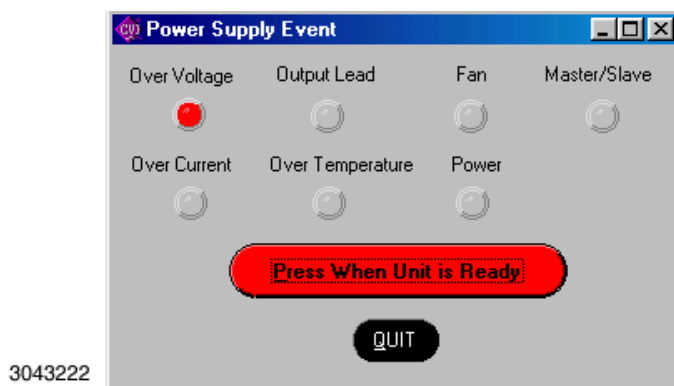 CVI Power Supply Event
Over Voltage Output Lead Fan Master/Slave
Over Current Over Temperature Power
Press When Unit is Ready
QUIT
3043222